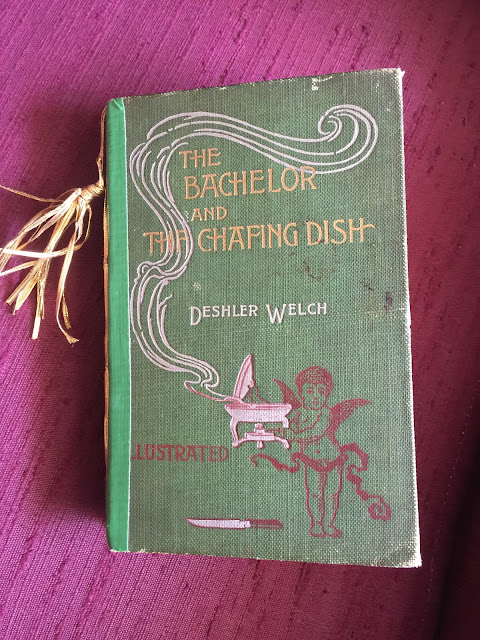 THE
BACHELOR
AND
THE CHAFING DISH
DESHLER WELCH
ILLUSTRATED